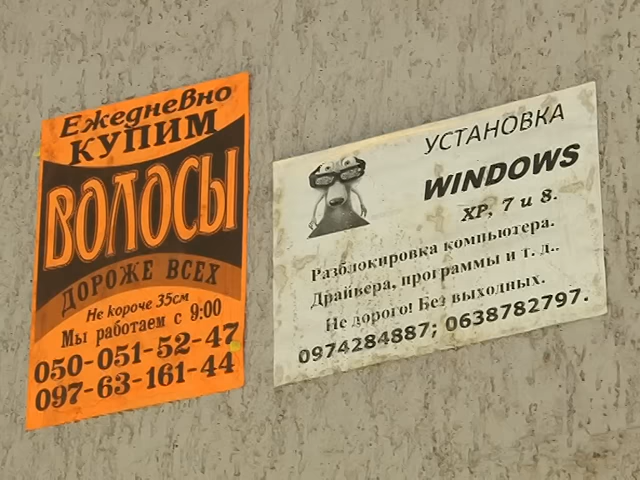 Ежедневно
КУПИМ
ВОЛОСЫ
ДОРОЖЕ ВСЕХ
Не короче 35см
Мы работаем с 9:00
050-051-52-47
097-63-161-44
УСТАНОВКА
WINDOWS
XP, 7 и 8.
Разблокировка компьютера.
Драйвера, программы и т. д..
Не дорого! Без выходных.
0974284887; 0638782797.